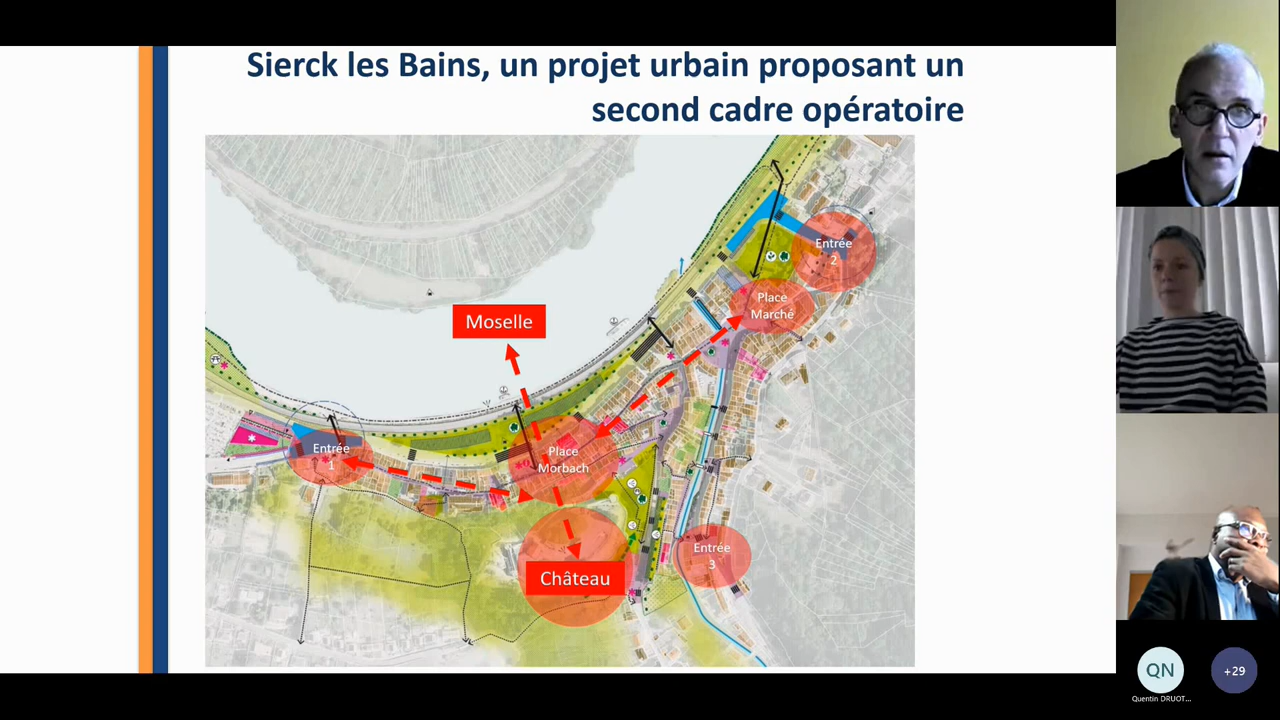 Sierck les Bains, un projet urbain proposant un
second cadre opératoire
Entrée
2
Place
Marché
Moselle
Entrée
1
Place
Morbach
Entrée
3
Château
QN
+29
Quentin DRUOT...